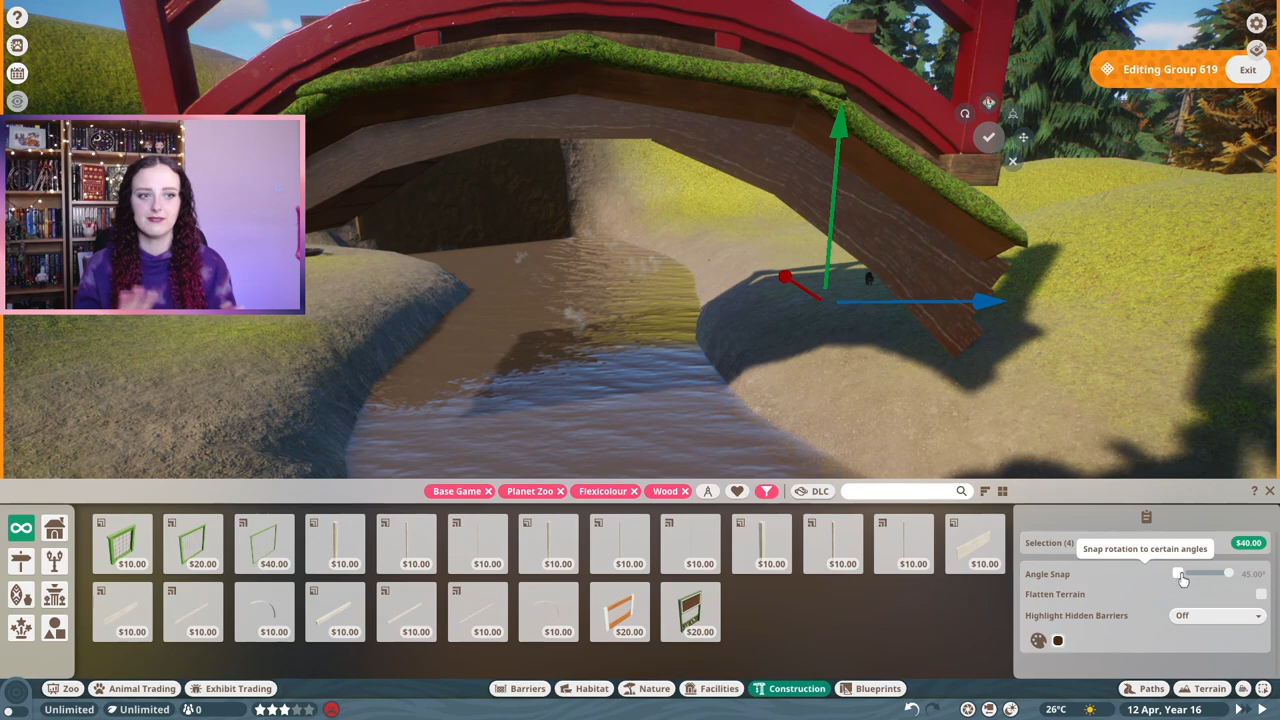 ?
Editing Group 619
Exit
Base Game ×
Planet Zoo ×
Flexicolour ×
Wood ×
DLC
? ×
$10.00 $20.00 $40.00 $10.00 $10.00 $10.00 $10.00 $10.00 $10.00 $10.00 $10.00 $10.00 $10.00
$10.00 $10.00 $10.00 $10.00 $10.00 $10.00 $10.00 $20.00 $20.00
Selection (4)
$40.00
Snap rotation to certain angles
Angle Snap
45.00°
Flatten Terrain
Highlight Hidden Barriers
Off
Zoo
Animal Trading
Exhibit Trading
Barriers
Habitat
Nature
Facilities
Construction
Blueprints
Paths
Terrain
Unlimited
Unlimited
0
26°C
12 Apr, Year 16